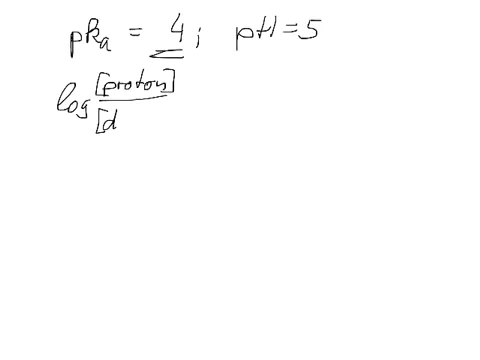 pka = 4; pH = 5
log [proton]
[d